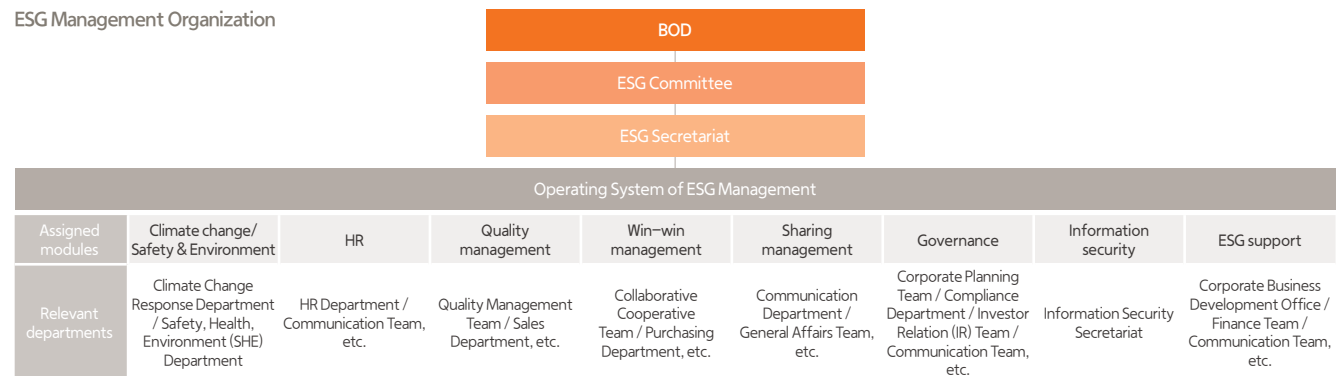 ESG Management Organization
BOD
ESG Committee
ESG Secretariat
Operating System of ESG Management
Assigned
modules
Climate change/
Safety & Environment
HR
Quality
management
Win-win
management
Sharing
management
Governance
Information
security
ESG support
Relevant
departments
Climate Change
Response Department
/ Safety, Health,
Environment (SHE)
Department
HR Department /
Communication Team,
etc.
Quality Management
Team / Sales
Department, etc.
Collaborative
Cooperative
Team / Purchasing
Department, etc.
Communication
Department /
General Affairs Team,
etc.
Corporate Planning
Team / Compliance
Department / Investor
Relation (IR) Team /
Communication Team,
etc.
Information Security
Secretariat
Corporate Business
Development Office /
Finance Team /
Communication Team,
etc.